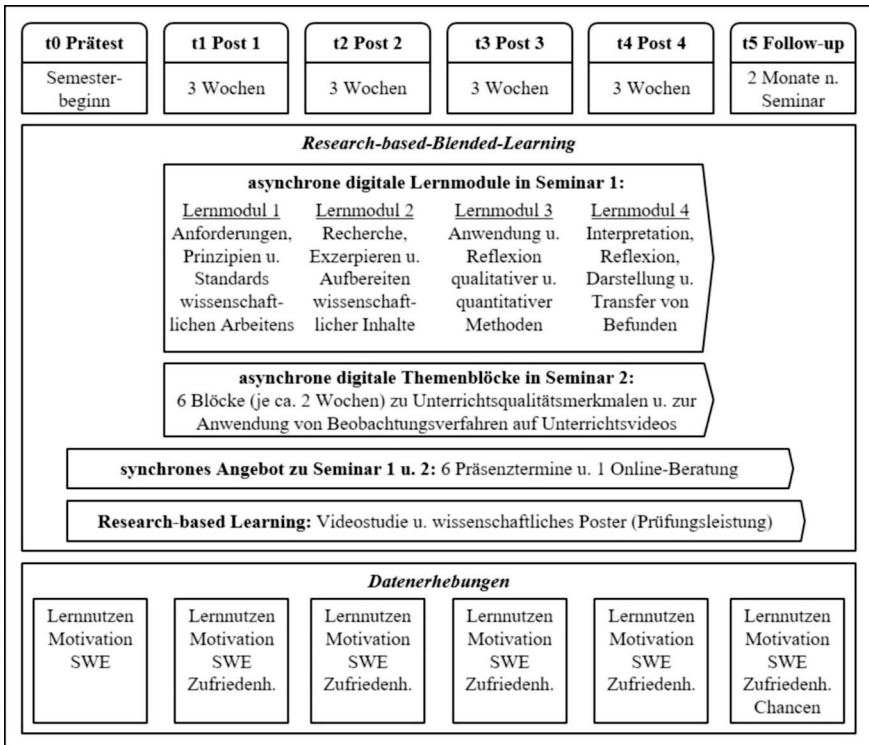 t0 Prätest
Semester-
beginn
t1 Post 1
3 Wochen
t2 Post 2
3 Wochen
t3 Post 3
3 Wochen
t4 Post 4
3 Wochen
t5 Follow-up
2 Monate n.
Seminar
Research-based-Blended-Learning
asynchrone digitale Lernmodule in Seminar 1:
Lernmodul 1
Anforderungen,
Prinzipien u.
Standards
wissenschaft-
lichen Arbeitens
Lernmodul 2
Recherche,
Exzerpieren u.
Aufbereiten
wissenschaft-
licher Inhalte
Lernmodul 3
Anwendung u.
Reflexion
qualitativer u.
quantitativer
Methoden
Lernmodul 4
Interpretation,
Reflexion,
Darstellung u.
Transfer von
Befunden
asynchrone digitale Themenblöcke in Seminar 2:
6 Blöcke (je ca. 2 Wochen) zu Unterrichtsqualitätsmerkmalen u. zur
Anwendung von Beobachtungsverfahren auf Unterrichtsvideos
synchrones Angebot zu Seminar 1 u. 2: 6 Präsenztermine u. 1 Online-Beratung
Research-based Learning: Videostudie u. wissenschaftliches Poster (Prüfungsleistung)
Datenerhebungen
Lernnutzen
Motivation
SWE
Lernnutzen
Motivation
SWE
Zufriedenh.
Lernnutzen
Motivation
SWE
Zufriedenh.
Lernnutzen
Motivation
SWE
Zufriedenh.
Lernnutzen
Motivation
SWE
Zufriedenh.
Lernnutzen
Motivation
SWE
Zufriedenh.
Chancen